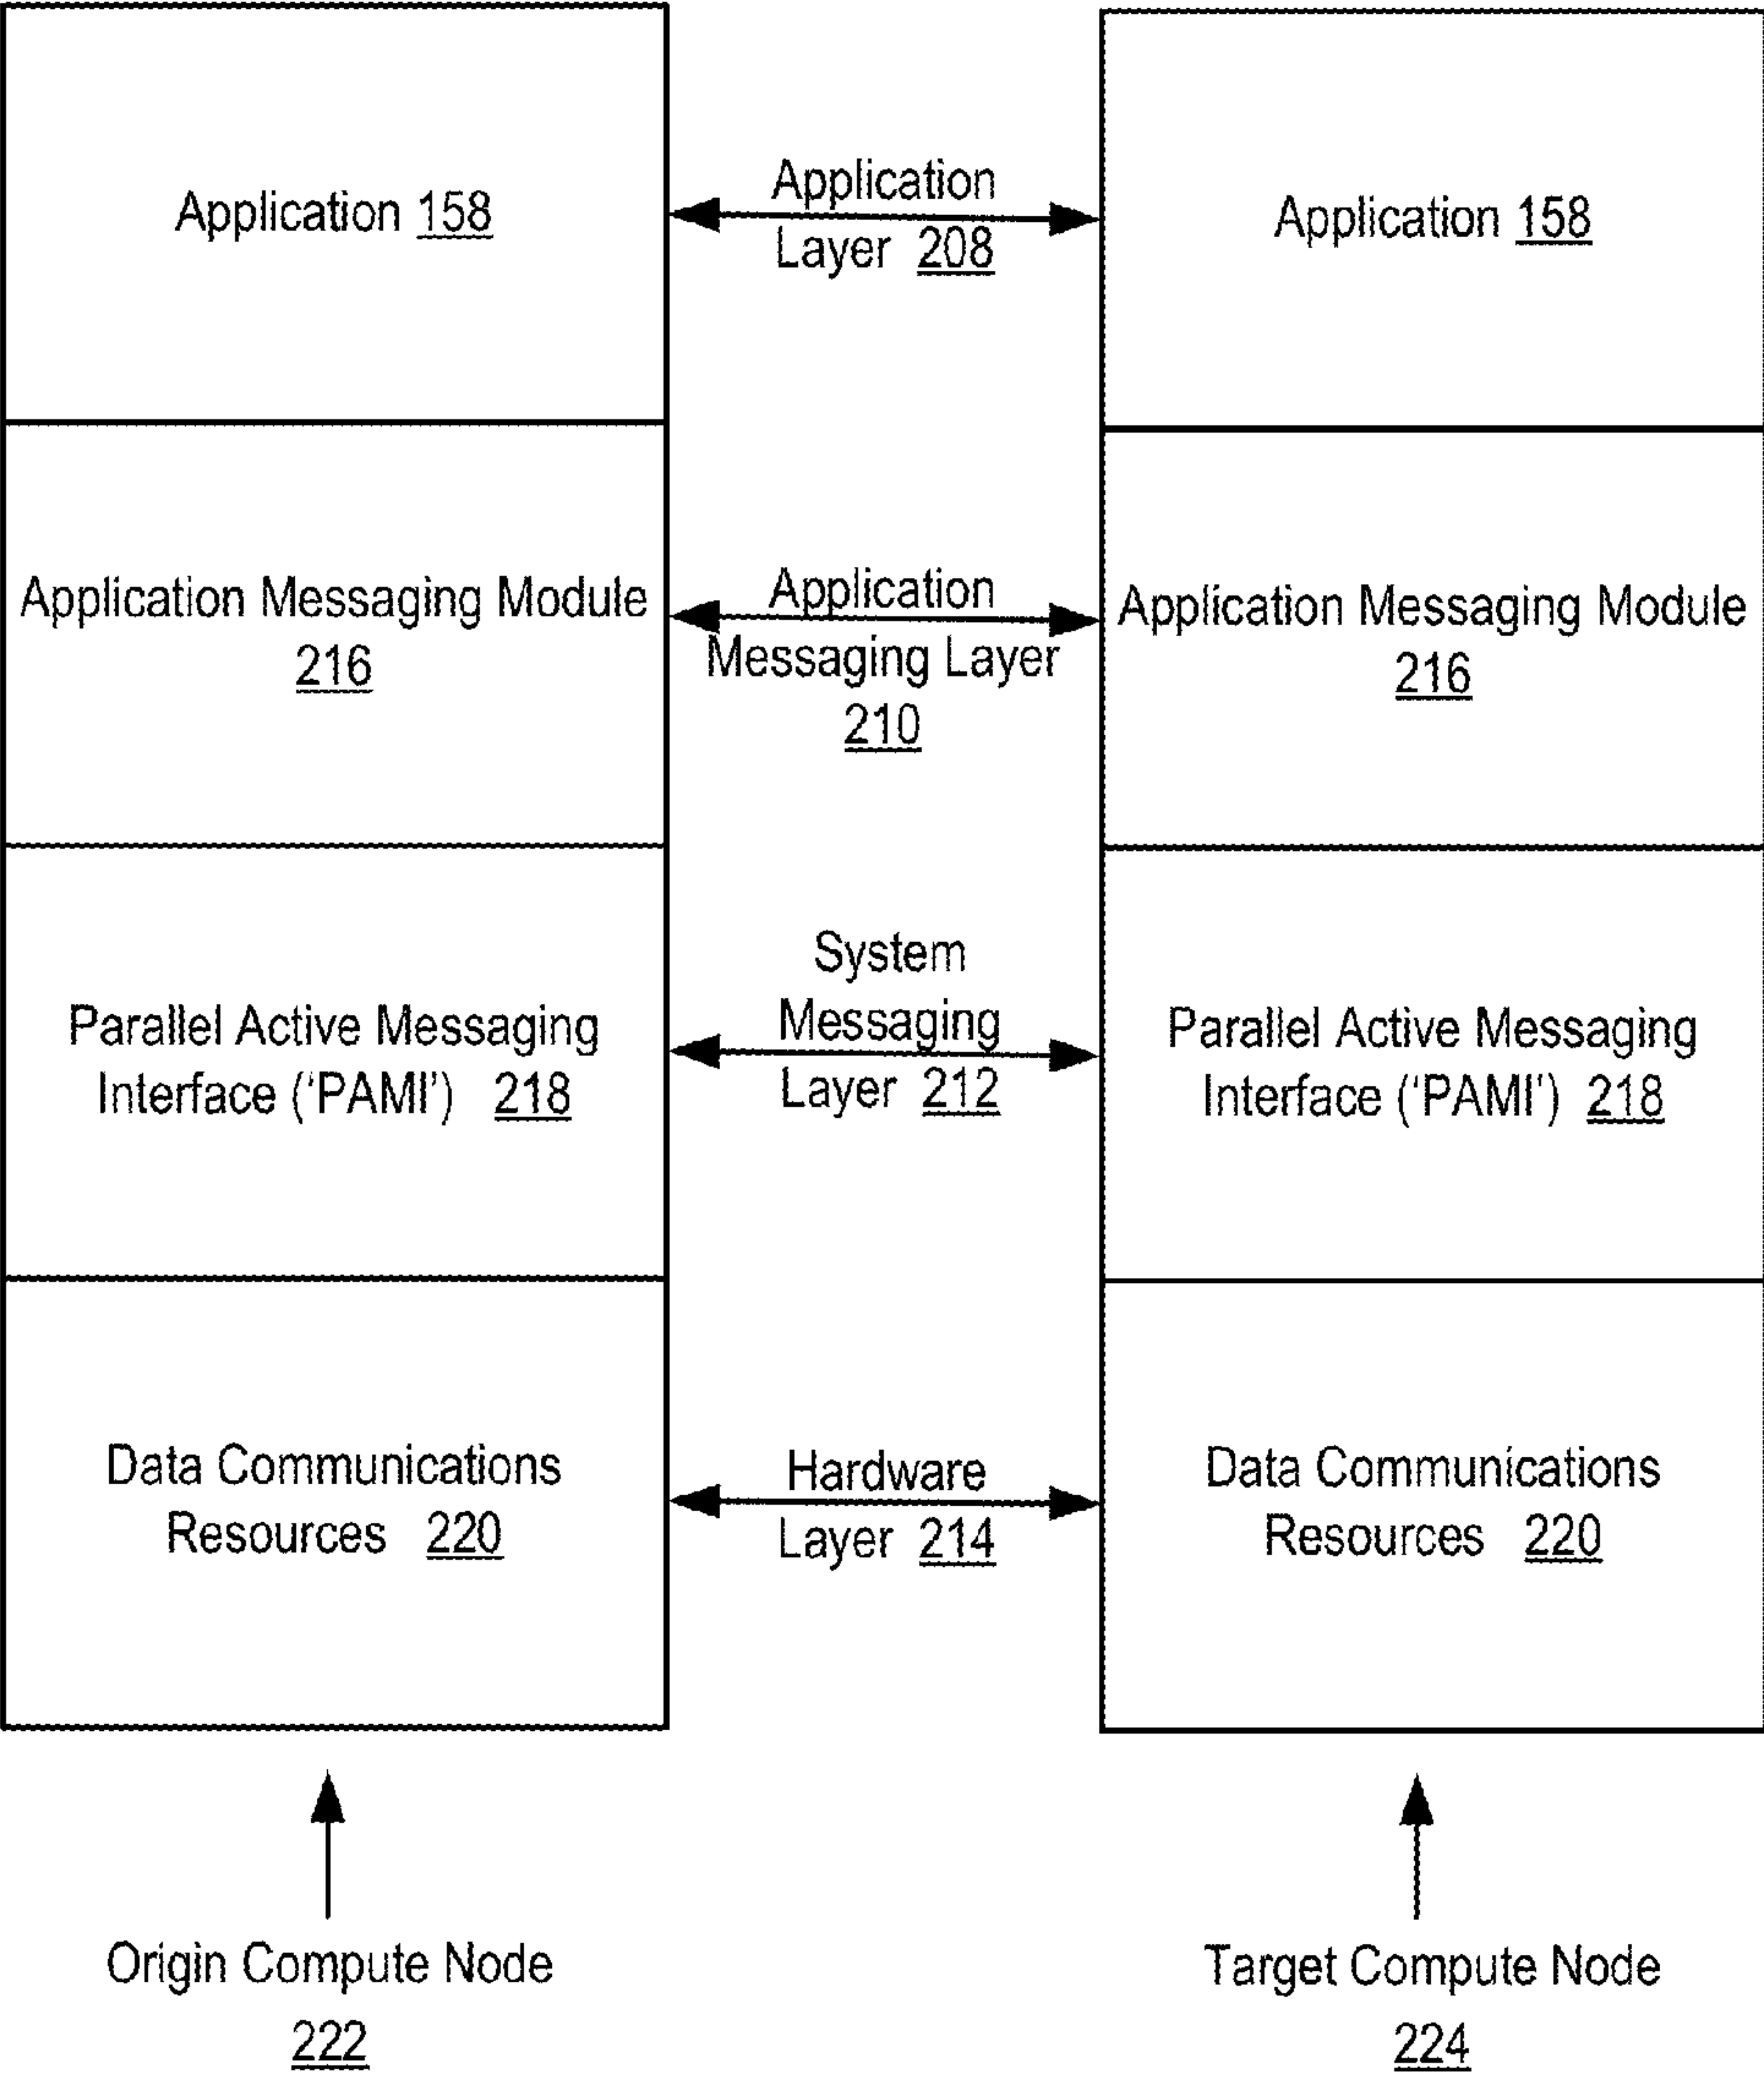 Application 158
Application
Layer 208
Application 158
Application Messaging Module
216
Application
Messaging Layer
210
Application Messaging Module
216
Parallel Active Messaging
Interface (‘PAMI’) 218
System
Messaging
Layer 212
Parallel Active Messaging
Interface (‘PAMI’) 218
Data Communications
Resources 220
Hardware
Layer 214
Data Communications
Resources 220
Origin Compute Node
222
Target Compute Node
224